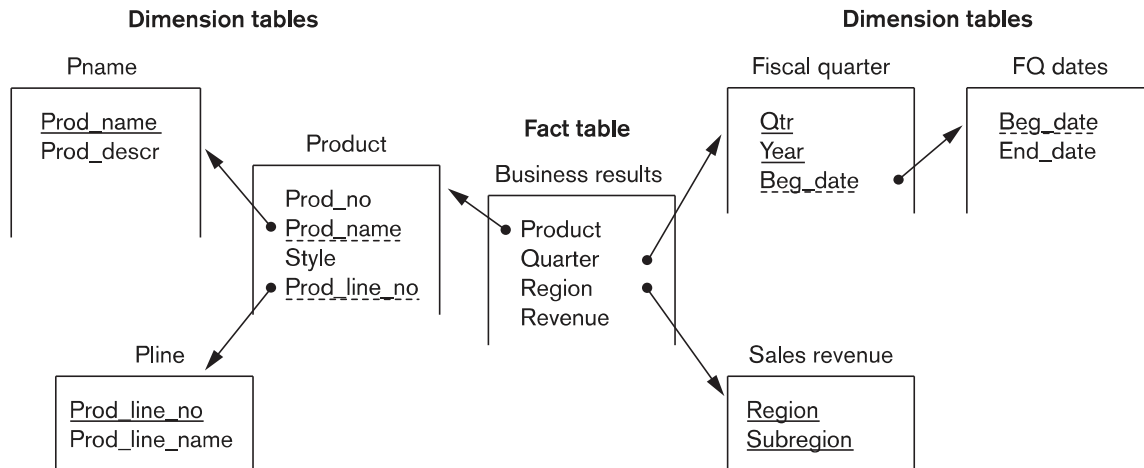 Dimension tables
Dimension tables
Pname
Prod_name
Prod_descr
Product
Prod_no
Prod_name
Style
Prod_line_no
Pline
Prod_line_no
Prod_line_name
Fact table
Business results
Product
Quarter
Region
Revenue
Fiscal quarter
Qtr
Year
Beg_date
FQ dates
Beg_date
End_date
Sales revenue
Region
Subregion